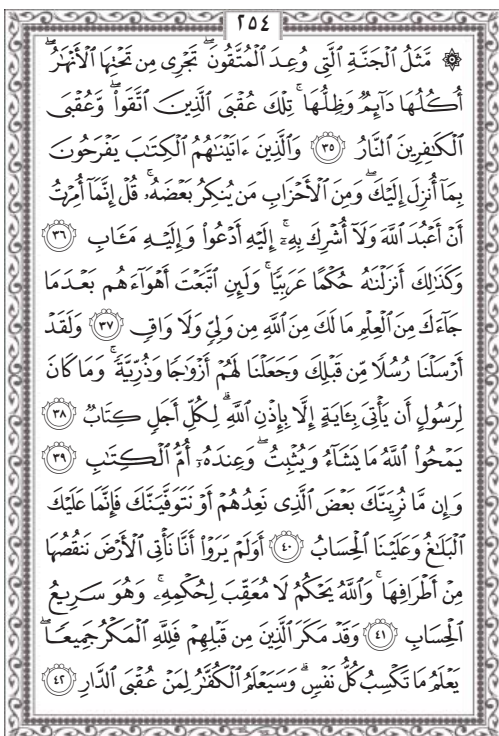 ٢٥٤
۞ مَّثَلُ ٱلْجَنَّةِ ٱلَّتِى وُعِدَ ٱلْمُتَّقُونَ ۖ تَجْرِى مِن تَحْتِهَا ٱلْأَنْهَٰرُ ۖ
أُكُلُهَا دَآئِمٌ وَظِلُّهَا ۚ تِلْكَ عُقْبَى ٱلَّذِينَ ٱتَّقَوا۟ ۖ وَّعُقْبَى
ٱلْكَٰفِرِينَ ٱلنَّارُ ٣٥ وَٱلَّذِينَ ءَاتَيْنَٰهُمُ ٱلْكِتَٰبَ يَفْرَحُونَ
بِمَآ أُنزِلَ إِلَيْكَ ۖ وَمِنَ ٱلْأَحْزَابِ مَن يُنكِرُ بَعْضَهُۥ ۚ قُلْ إِنَّمَآ أُمِرْتُ
أَنْ أَعْبُدَ ٱللَّهَ وَلَآ أُشْرِكَ بِهِۦٓ ۚ إِلَيْهِ أَدْعُوا۟ وَإِلَيْهِ مَـَٔابِ ٣٦
وَكَذَٰلِكَ أَنزَلْنَٰهُ حُكْمًا عَرَبِيًّا ۚ وَلَئِنِ ٱتَّبَعْتَ أَهْوَآءَهُم بَعْدَمَا
جَآءَكَ مِنَ ٱلْعِلْمِ مَا لَكَ مِنَ ٱللَّهِ مِن وَلِىٍّ وَلَا وَاقٍ ٣٧ وَلَقَدْ
أَرْسَلْنَا رُسُلًا مِّن قَبْلِكَ وَجَعَلْنَا لَهُمْ أَزْوَٰجًا وَذُرِّيَّةً ۚ وَمَا كَانَ
لِرَسُولٍ أَن يَأْتِىَ بِـَٔايَةٍ إِلَّا بِإِذْنِ ٱللَّهِ ۗ لِكُلِّ أَجَلٍ كِتَابٌ ٣٨
يَمْحُوا۟ ٱللَّهُ مَا يَشَآءُ وَيُثْبِتُ ۖ وَعِندَهُۥٓ أُمُّ ٱلْكِتَٰبِ ٣٩
وَإِن مَّا نُرِيَنَّكَ بَعْضَ ٱلَّذِى نَعِدُهُمْ أَوْ نَتَوَفَّيَنَّكَ فَإِنَّمَا عَلَيْكَ
ٱلْبَلَٰغُ وَعَلَيْنَا ٱلْحِسَابُ ٤٠ أَوَلَمْ يَرَوْا۟ أَنَّا نَأْتِى ٱلْأَرْضَ نَنقُصُهَا
مِنْ أَطْرَافِهَا ۚ وَٱللَّهُ يَحْكُمُ لَا مُعَقِّبَ لِحُكْمِهِۦ ۚ وَهُوَ سَرِيعُ
ٱلْحِسَابِ ٤١ وَقَدْ مَكَرَ ٱلَّذِينَ مِن قَبْلِهِمْ فَلِلَّهِ ٱلْمَكْرُ جَمِيعًا ۖ
يَعْلَمُ مَا تَكْسِبُ كُلُّ نَفْسٍ ۗ وَسَيَعْلَمُ ٱلْكُفَّٰرُ لِمَنْ عُقْبَى ٱلدَّارِ ٤٢